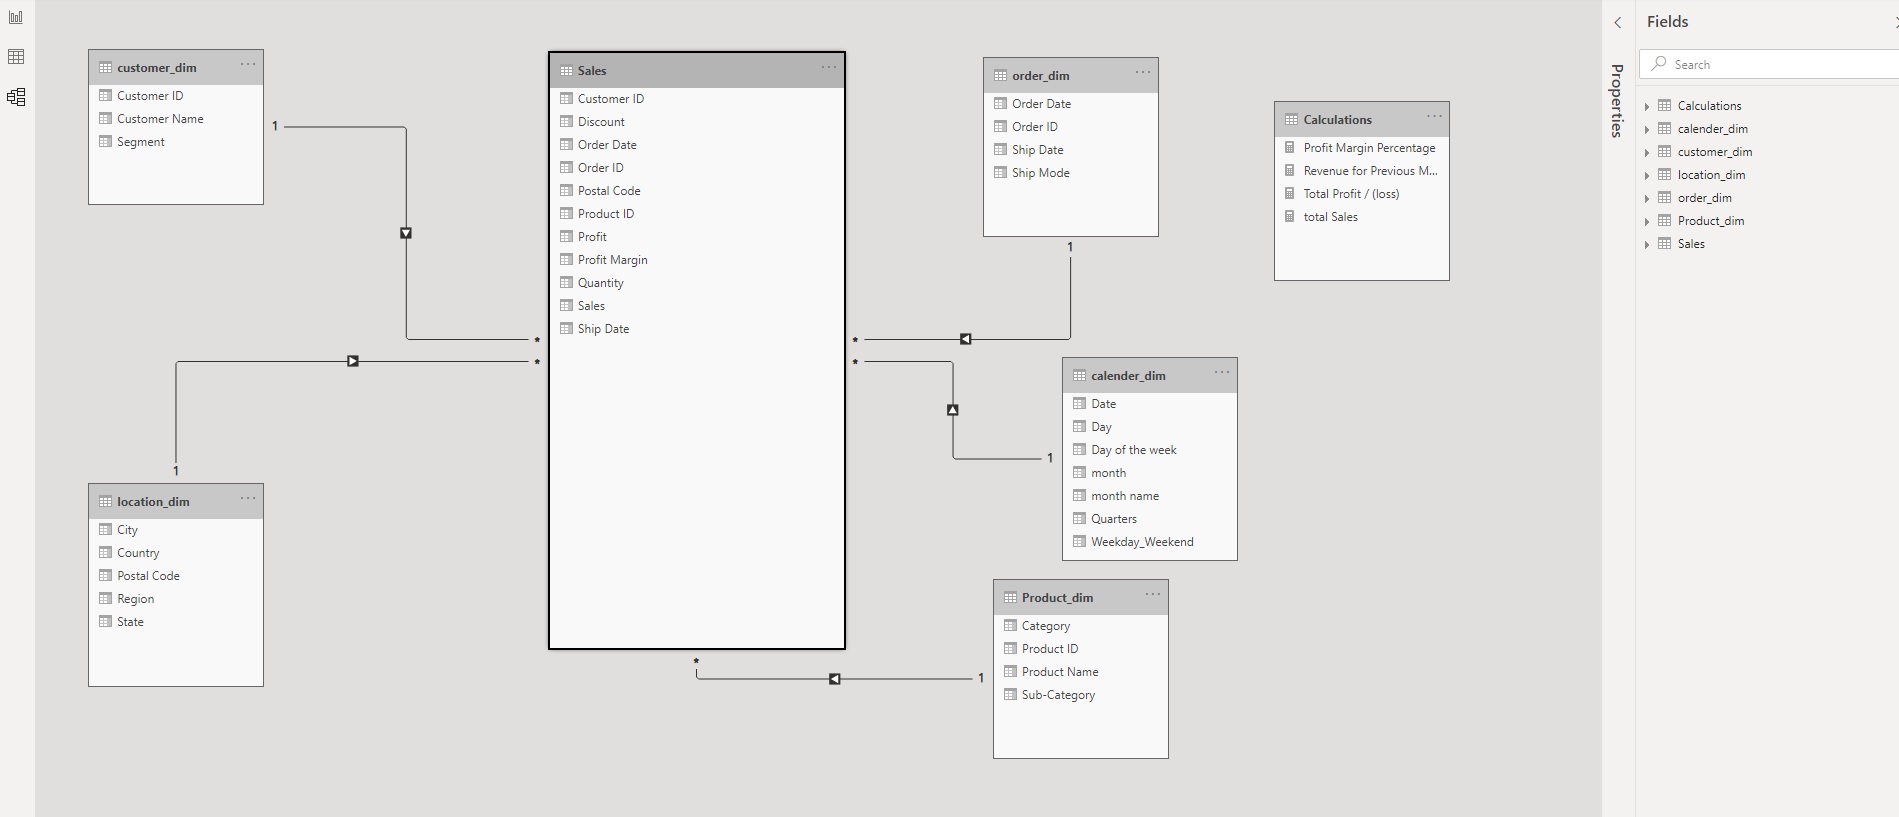 customer_dim
Customer ID
Customer Name
Segment
1
Sales
Customer ID
Discount
Order Date
Order ID
Postal Code
Product ID
Profit
Profit Margin
Quantity
Sales
Ship Date
*
*
*
*
*
order_dim
Order Date
Order ID
Ship Date
Ship Mode
1
Calculations
Profit Margin Percentage
Revenue for Previous M...
Total Profit / (loss)
total Sales
location_dim
City
Country
Postal Code
Region
State
1
calender_dim
Date
Day
Day of the week
month
month name
Quarters
Weekday_Weekend
1
Product_dim
Category
Product ID
Product Name
Sub-Category
1
Properties
Fields
Search
Calculations
calender_dim
customer_dim
location_dim
order_dim
Product_dim
Sales